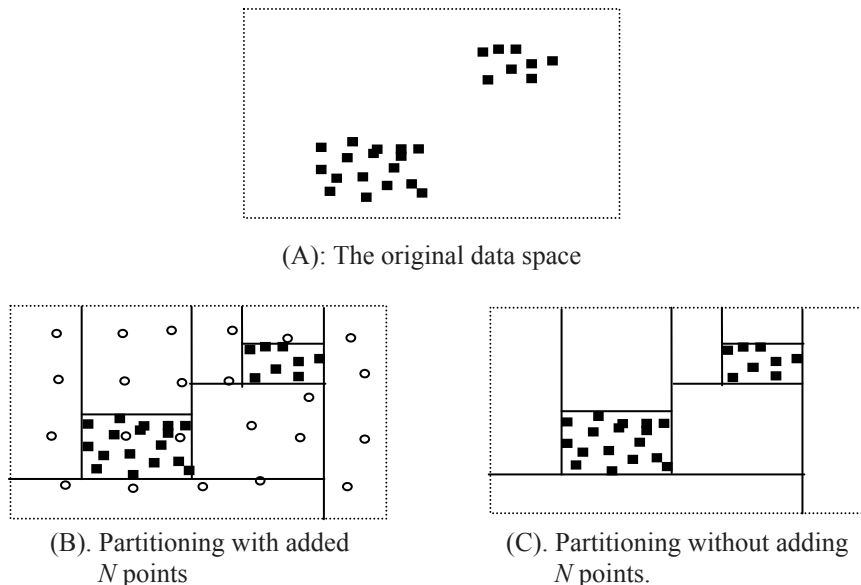 (A): The original data space
(B). Partitioning with added
N points
(C). Partitioning without adding
N points.